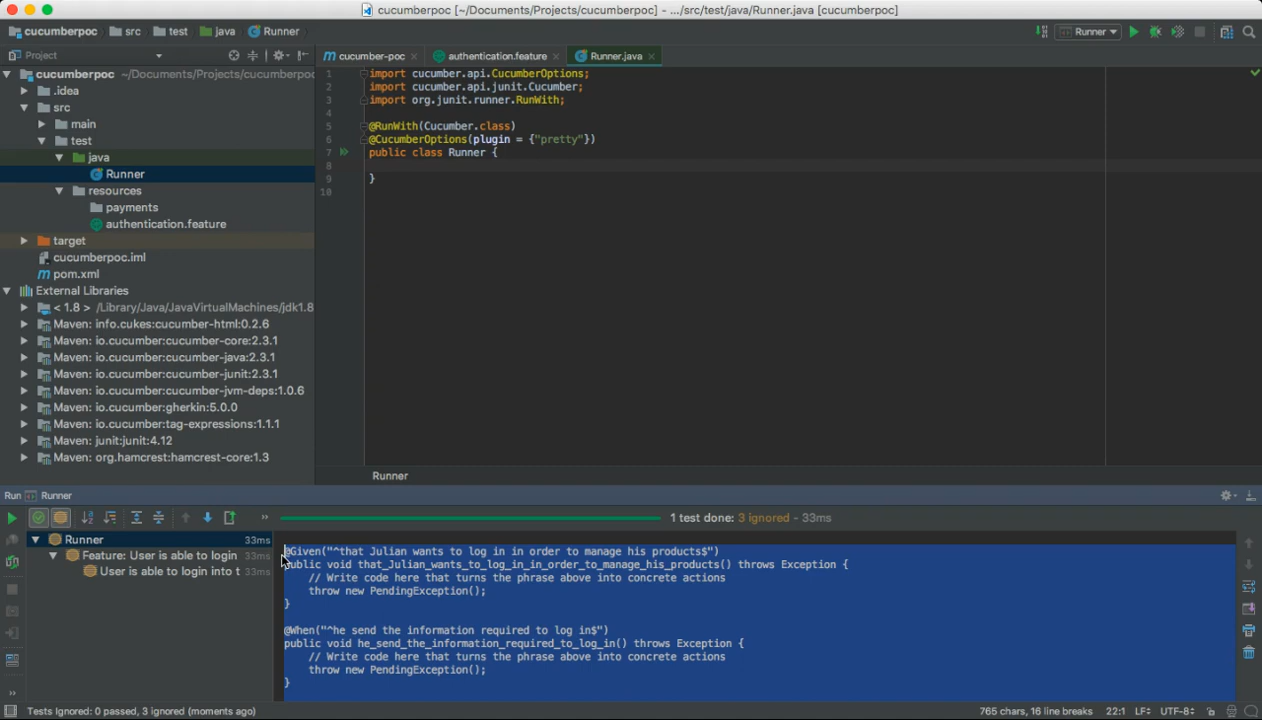 cucumberpoc [~/Documents/Projects/cucumberpoc] - .../src/test/java/Runner.java [cucumberpoc]
cucumberpoc src test java Runner
Runner
Project
cucumber-poc authentication.feature Runner.java
cucumberpoc ~/Documents/Projects/cucumberpoc
.idea
src
main
test
java
Runner
resources
payments
authentication.feature
target
cucumberpoc.iml
pom.xml
External Libraries
< 1.8 > /Library/Java/JavaVirtualMachines/jdk1.8
Maven: info.cukes:cucumber-html:0.2.6
Maven: io.cucumber:cucumber-core:2.3.1
Maven: io.cucumber:cucumber-java:2.3.1
Maven: io.cucumber:cucumber-junit:2.3.1
Maven: io.cucumber:cucumber-jvm-deps:1.0.6
Maven: io.cucumber:gherkin:5.0.0
Maven: io.cucumber:tag-expressions:1.1.1
Maven: junit:junit:4.12
Maven: org.hamcrest:hamcrest-core:1.3
1 import cucumber.api.CucumberOptions;
2 import cucumber.api.junit.Cucumber;
3 import org.junit.runner.RunWith;
4
5 @RunWith(Cucumber.class)
6 @CucumberOptions(plugin = {"pretty"})
7 public class Runner {
8
9 }
10
Runner
Run Runner
1 test done: 3 ignored - 33ms
Runner 33ms
Feature: User is able to login 33ms
User is able to login into t 33ms
@Given("^that Julian wants to log in in order to manage his products$")
public void that_Julian_wants_to_log_in_in_order_to_manage_his_products() throws Exception {
// Write code here that turns the phrase above into concrete actions
throw new PendingException();
}
@When("^he send the information required to log in$")
public void he_send_the_information_required_to_log_in() throws Exception {
// Write code here that turns the phrase above into concrete actions
throw new PendingException();
}
Tests Ignored: 0 passed, 3 ignored (moments ago)
765 chars, 16 line breaks 22:1 LF UTF-8